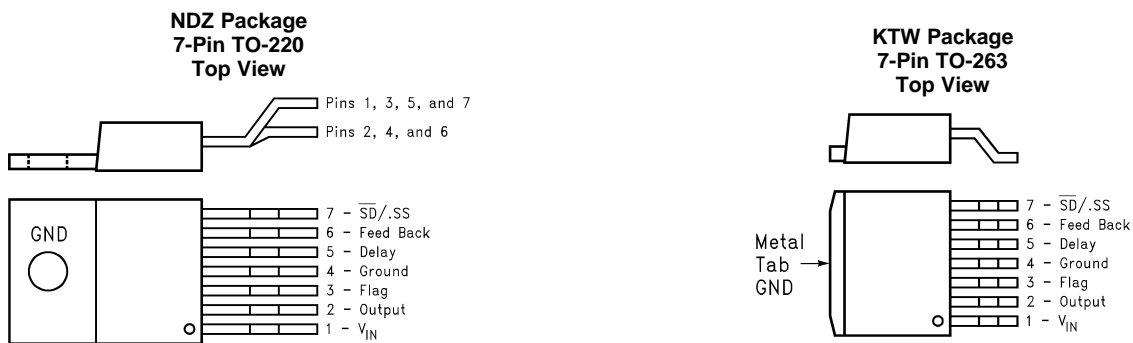 NDZ Package
7-Pin TO-220
Top View
Pins 1, 3, 5, and 7
Pins 2, 4, and 6
GND
7 - S̅D̅/.SS
6 - Feed Back
5 - Delay
4 - Ground
3 - Flag
2 - Output
1 - VIN
KTW Package
7-Pin TO-263
Top View
Metal
Tab
GND
7 - S̅D̅/.SS
6 - Feed Back
5 - Delay
4 - Ground
3 - Flag
2 - Output
1 - VIN